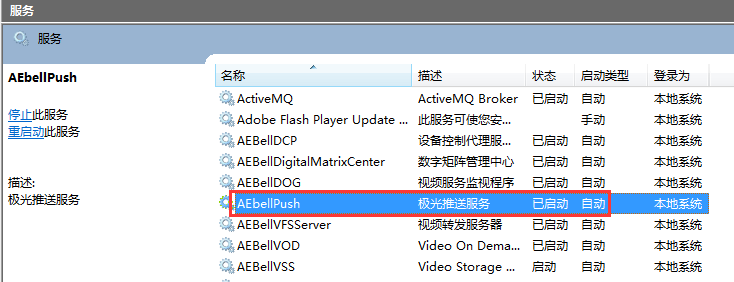 服务
服务
AEbellPush
停止此服务
重启动此服务
描述:
极光推送服务
名称 描述 状态 启动类型 登录为
ActiveMQ ActiveMQ Broker 已启动 自动 本地系统
Adobe Flash Player Update ... 此服务可使您安... 手动 本地系统
AEBellDCP 设备控制代理服... 已启动 自动 本地系统
AEBellDigitalMatrixCenter 数字矩阵管理中心 已启动 自动 本地系统
AEBellDOG 视频服务监视程序 已启动 自动 本地系统
AEbellPush 极光推送服务 已启动 自动 本地系统
AEBellVFSServer 视频转发服务器 已启动 自动 本地系统
AEBellVOD Video On Dema... 已启动 自动 本地系统
AEBellVSS Video Storage ... 启动 自动 本地系统